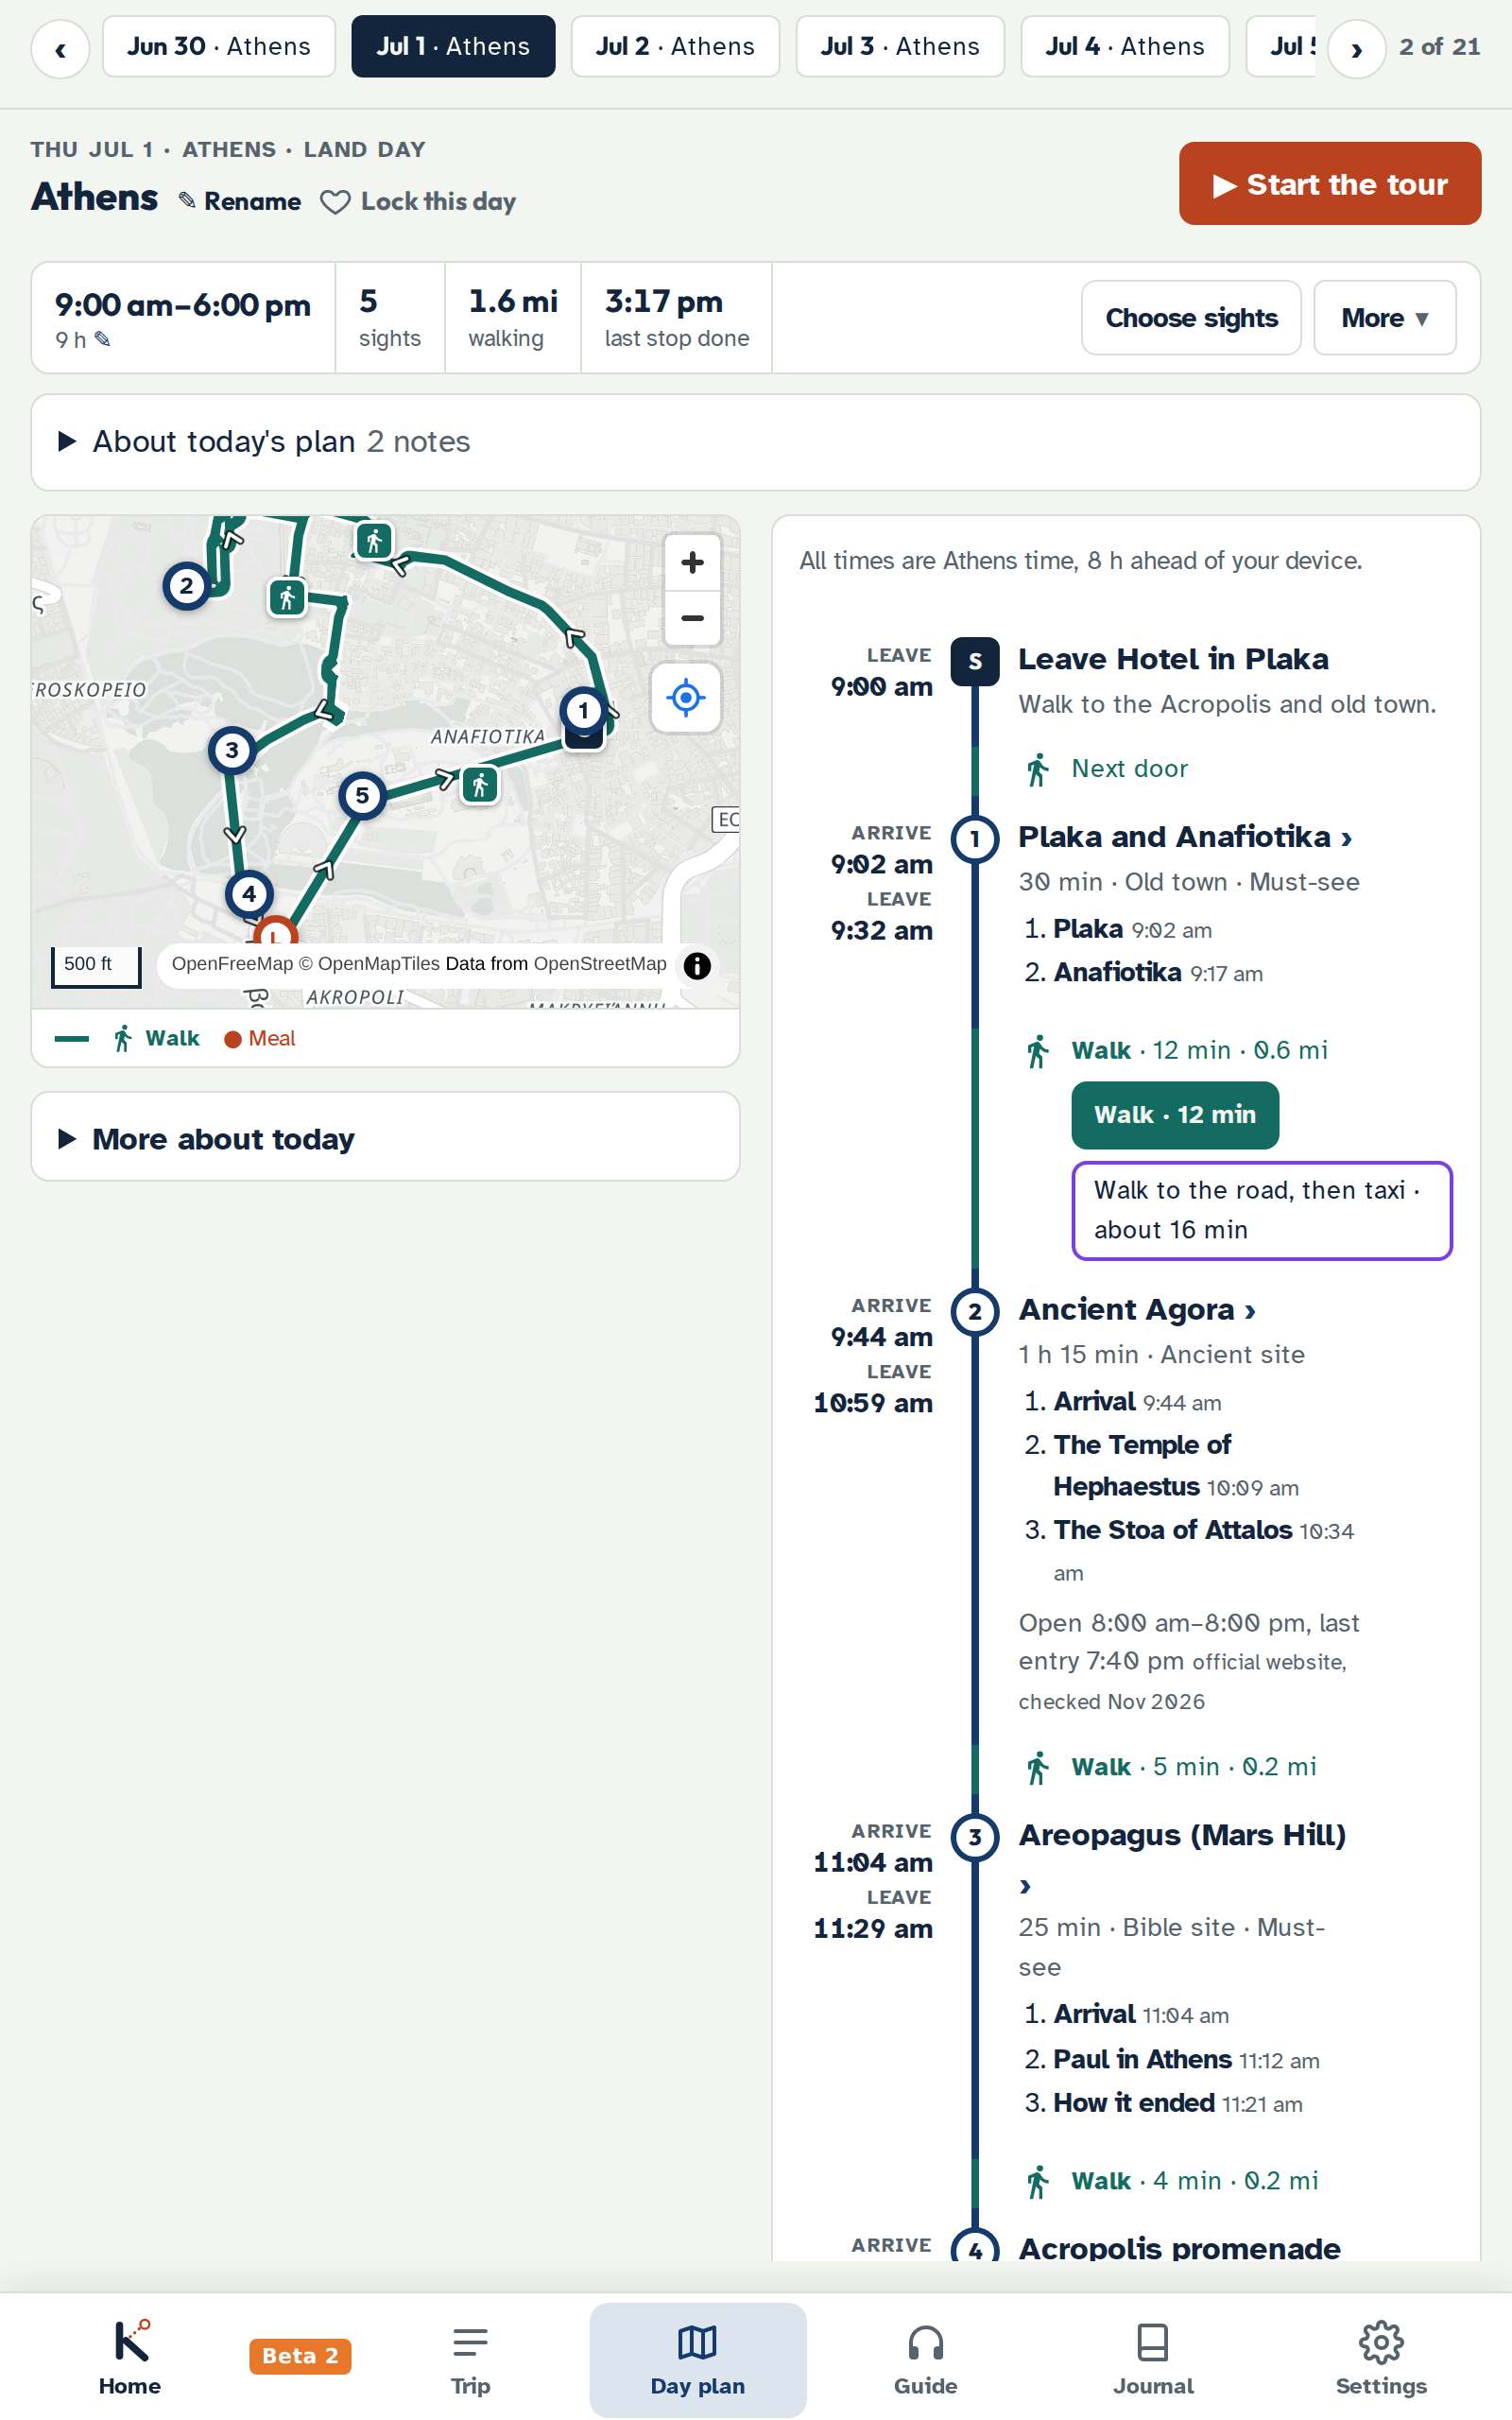 ‹ Jun 30 · Athens Jul 1 · Athens Jul 2 · Athens Jul 3 · Athens Jul 4 · Athens Jul › 2 of 21
THU JUL 1 · ATHENS · LAND DAY
Athens ✎ Rename Lock this day
▶ Start the tour
9:00 am–6:00 pm
9 h ✎
5
sights
1.6 mi
walking
3:17 pm
last stop done
Choose sights
More ▼
▶ About today's plan 2 notes
2
ς
ROSKOPEIO
1
ANAFIOTIKA
3
5
4
L
+
−
500 ft
OpenFreeMap © OpenMapTiles Data from OpenStreetMap
AKROPOLI
Walk
Meal
▶ More about today
All times are Athens time, 8 h ahead of your device.
LEAVE
9:00 am
S
Leave Hotel in Plaka
Walk to the Acropolis and old town.
Next door
ARRIVE
9:02 am
LEAVE
9:32 am
1
Plaka and Anafiotika ›
30 min · Old town · Must-see
1. Plaka 9:02 am
2. Anafiotika 9:17 am
Walk · 12 min · 0.6 mi
Walk · 12 min
Walk to the road, then taxi ·
about 16 min
ARRIVE
9:44 am
LEAVE
10:59 am
2
Ancient Agora ›
1 h 15 min · Ancient site
1. Arrival 9:44 am
2. The Temple of
Hephaestus 10:09 am
3. The Stoa of Attalos 10:34
am
Open 8:00 am–8:00 pm, last
entry 7:40 pm official website,
checked Nov 2026
Walk · 5 min · 0.2 mi
ARRIVE
11:04 am
LEAVE
11:29 am
3
Areopagus (Mars Hill)
›
25 min · Bible site · Must-
see
1. Arrival 11:04 am
2. Paul in Athens 11:12 am
3. How it ended 11:21 am
Walk · 4 min · 0.2 mi
ARRIVE
4
Acropolis promenade
Home
Beta 2
Trip
Day plan
Guide
Journal
Settings